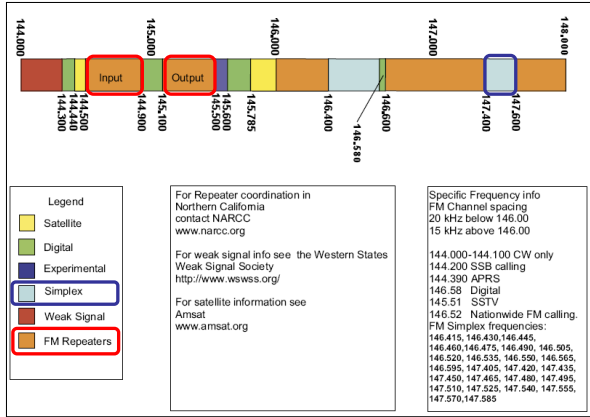 144.000
145.000
146.000
147.000
148.000
Input
Output
144.300
144.440
144.500
144.900
145.100
145.500
145.600
145.785
146.400
146.580
146.600
147.400
147.600
Legend
Satellite
Digital
Experimental
Simplex
Weak Signal
FM Repeaters
For Repeater coordination in
Northern California
contact NARCC
www.narcc.org
For weak signal info see the Western States
Weak Signal Society
http://www.wswss.org/
For satellite information see
Amsat
www.amsat.org
Specific Frequency info
FM Channel spacing
20 kHz below 146.00
15 kHz above 146.00
144.000-144.100 CW only
144.200 SSB calling
144.390 APRS
146.58 Digital
145.51 SSTV
146.52 Nationwide FM calling.
FM Simplex frequencies:
146.415, 146.430,146.445,
146.460,146.475, 146.490, 146.505,
146.520, 146.535, 146.550, 146.565,
146.595, 147.405, 147.420, 147.435,
147.450, 147.465, 147.480, 147.495,
147.510, 147.525, 147.540, 147.555,
147.570,147.585